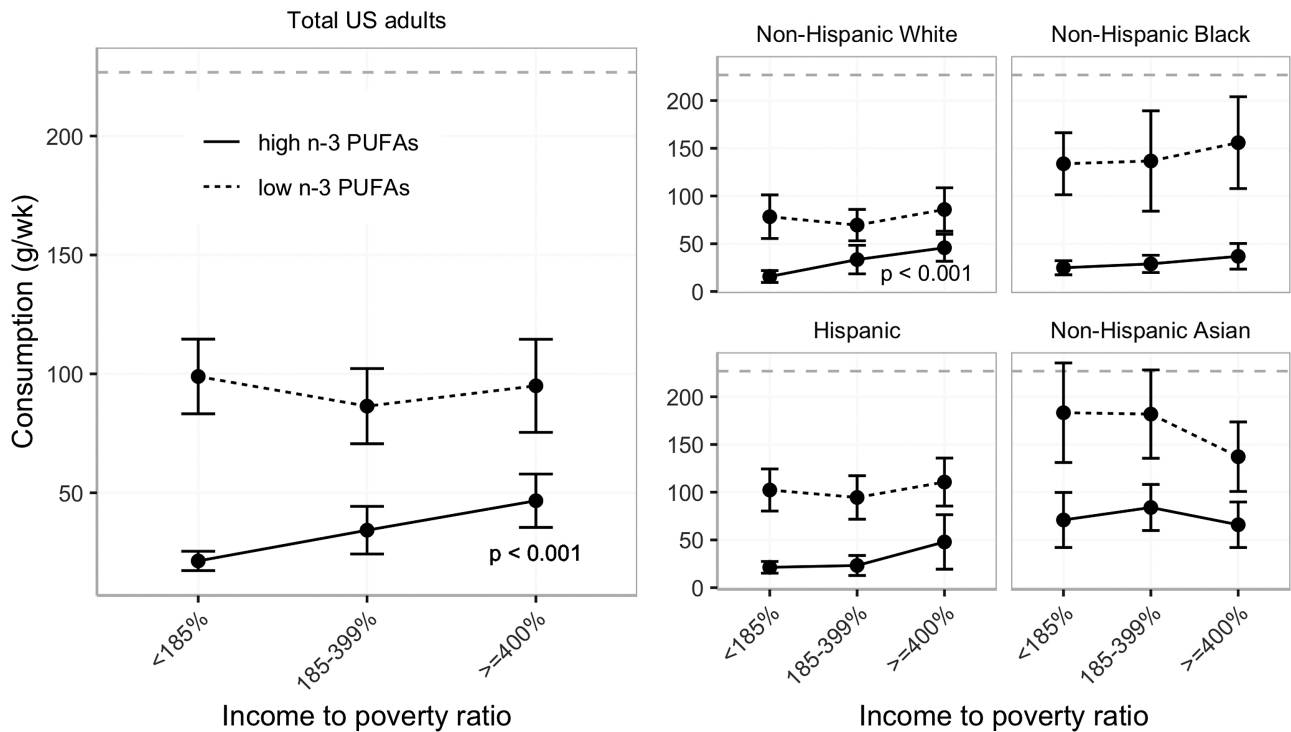 Total US adults
Consumption (g/wk)
200
150
100
50
high n-3 PUFAs
low n-3 PUFAs
p < 0.001
<185%
185-399%
>=400%
Income to poverty ratio
Non-Hispanic White
200
150
100
50
0
p < 0.001
Non-Hispanic Black
Hispanic
200
150
100
50
0
<185%
185-399%
>=400%
Non-Hispanic Asian
<185%
185-399%
>=400%
Income to poverty ratio